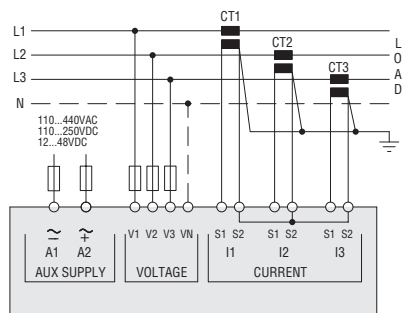 CT1
L1
CT2
L2
L
O
A
D
CT3
L3
N
110...440VAC
110...250VDC
12...48VDC
V1 V2 V3 VN
S1 S2 S1 S2 S1 S2
A1 A2
I1 I2 I3
AUX SUPPLY VOLTAGE CURRENT